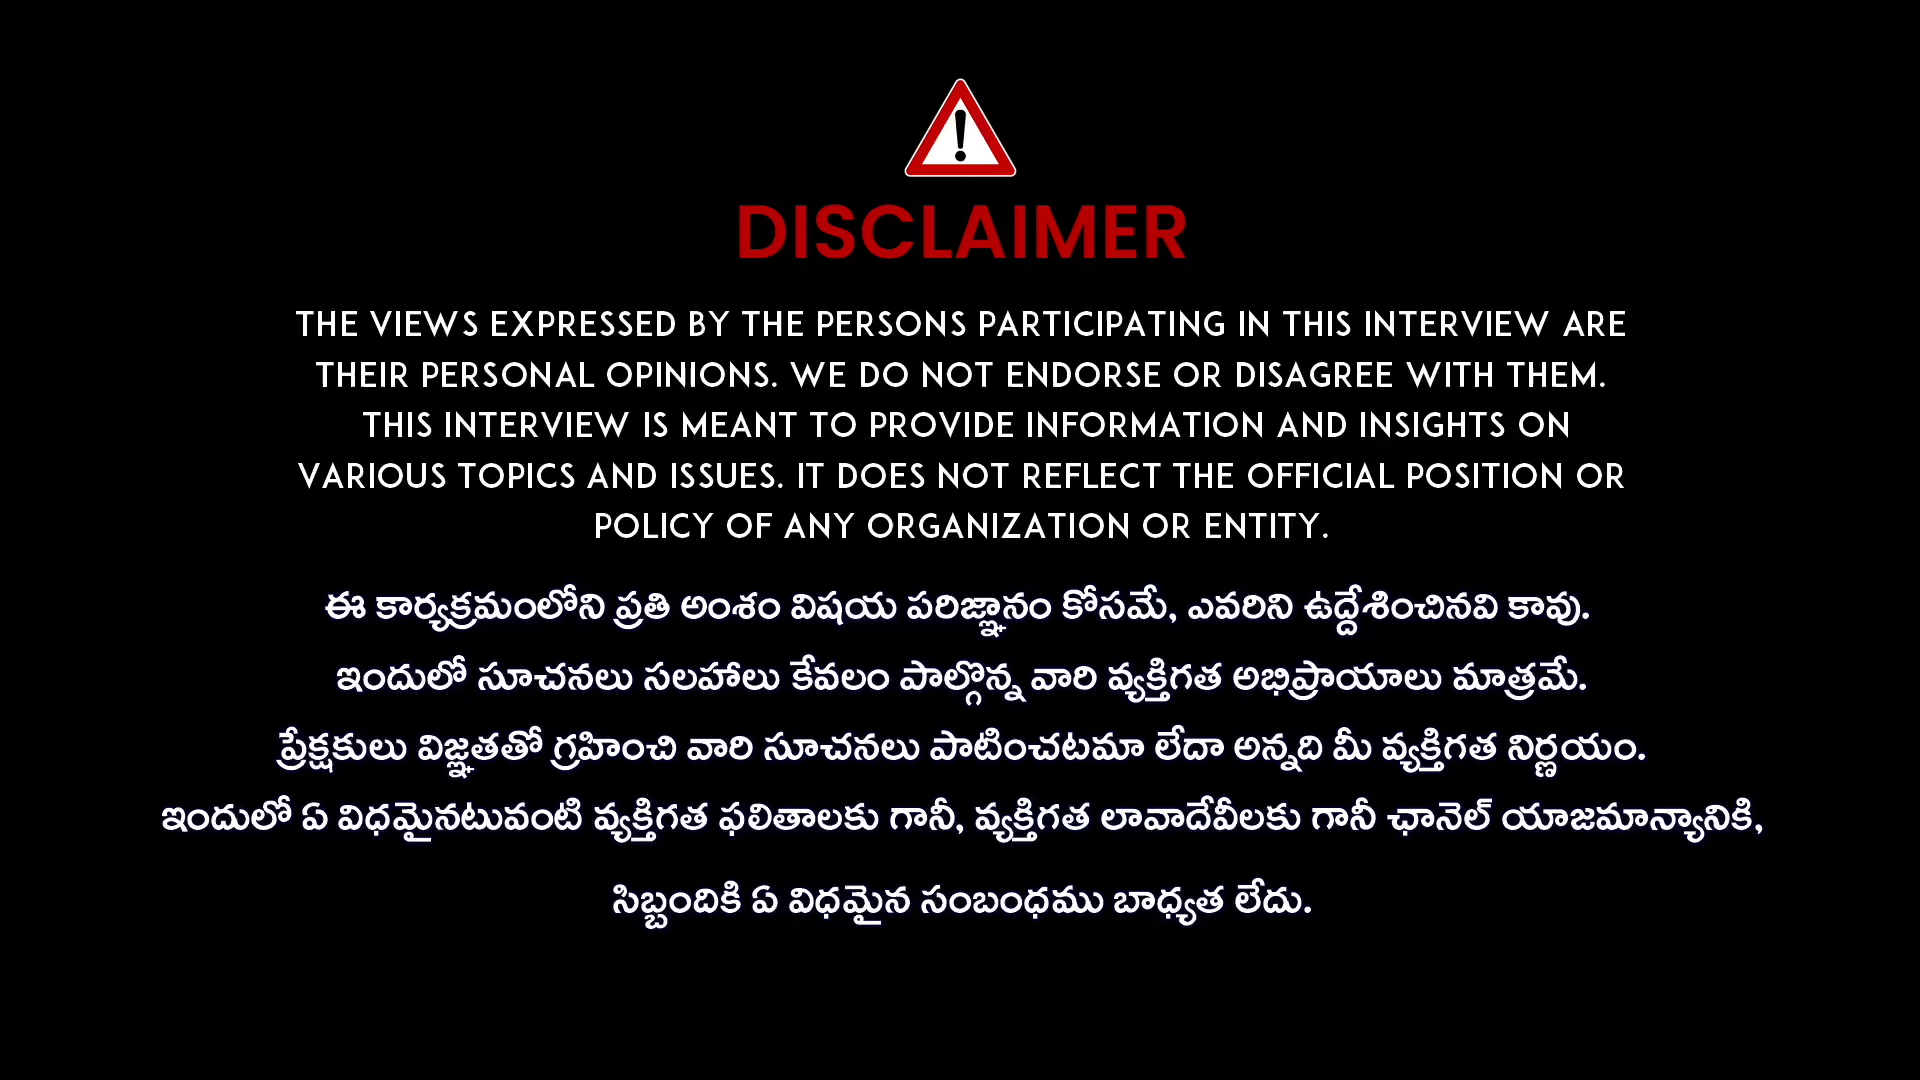 DISCLAIMER
THE VIEWS EXPRESSED BY THE PERSONS PARTICIPATING IN THIS INTERVIEW ARE
THEIR PERSONAL OPINIONS. WE DO NOT ENDORSE OR DISAGREE WITH THEM.
THIS INTERVIEW IS MEANT TO PROVIDE INFORMATION AND INSIGHTS ON
VARIOUS TOPICS AND ISSUES. IT DOES NOT REFLECT THE OFFICIAL POSITION OR
POLICY OF ANY ORGANIZATION OR ENTITY.
ఈ కార్యక్రమంలోని ప్రతి అంశం విషయ పరిజ్ఞానం కోసమే, ఎవరిని ఉద్దేశించినవి కావు.
ఇందులో సూచనలు సలహాలు కేవలం పాల్గొన్న వారి వ్యక్తిగత అభిప్రాయాలు మాత్రమే.
ప్రేక్షకులు విజ్ఞతతో గ్రహించి వారి సూచనలు పాటించటమా లేదా అన్నది మీ వ్యక్తిగత నిర్ణయం.
ఇందులో ఏ విధమైనటువంటి వ్యక్తిగత ఫలితాలకు గానీ, వ్యక్తిగత లావాదేవీలకు గానీ ఛానెల్ యాజమాన్యానికి,
సిబ్బందికి ఏ విధమైన సంబంధము బాధ్యత లేదు.